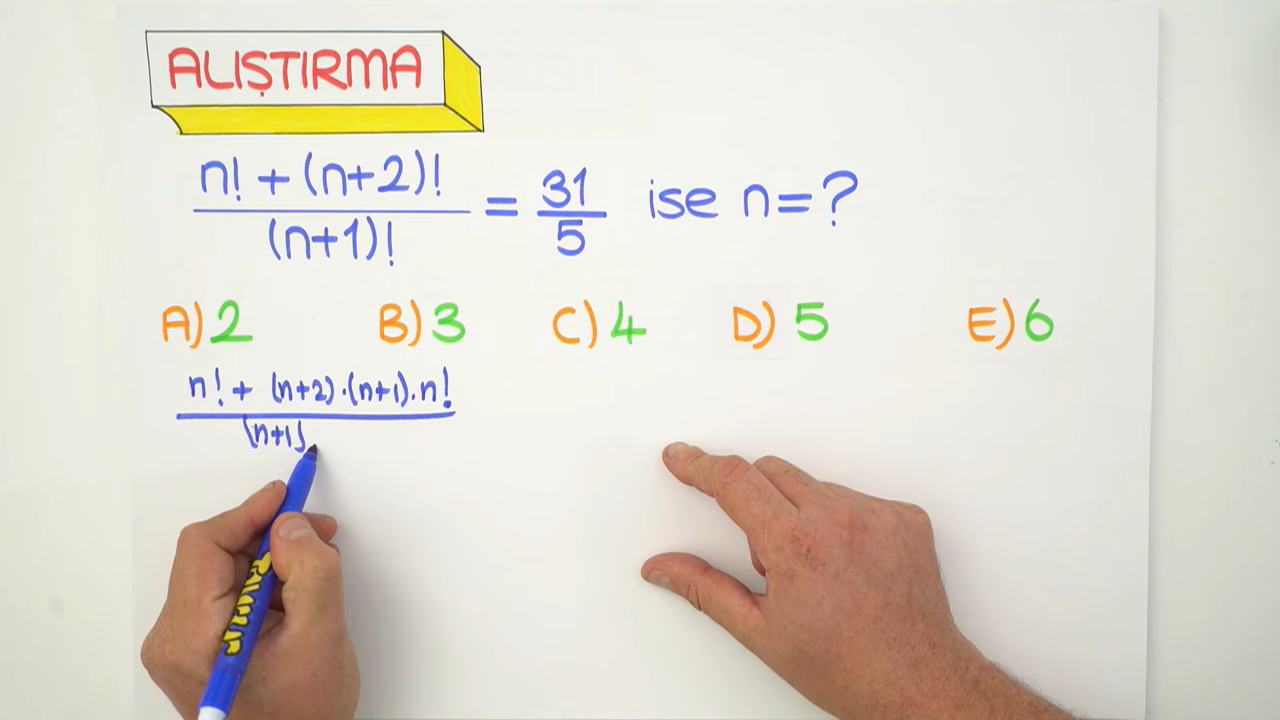 ALIŞTIRMA
n! + (n+2)! / (n+1)! = 31/5 ise n=?
A) 2 B) 3 C) 4 D) 5 E) 6
n! + (n+2)·(n+1)·n!
(n+1)